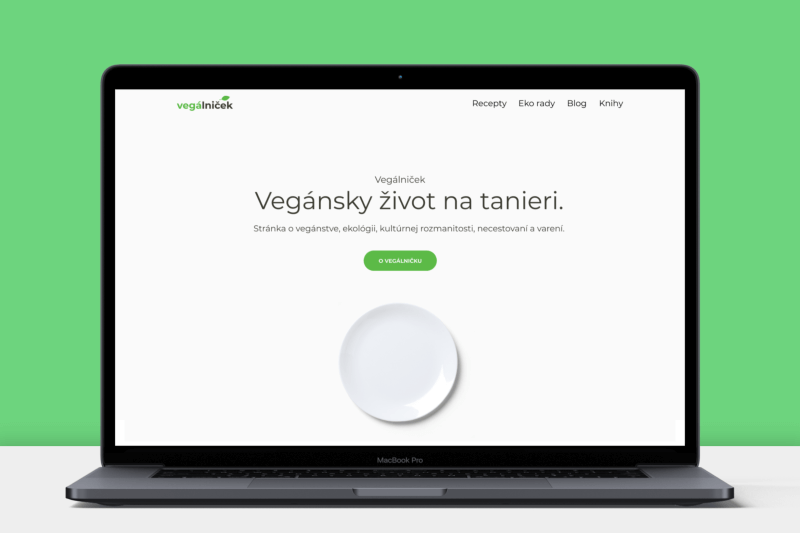 vegálniček
Recepty Eko rady Blog Knihy
Vegálniček
Vegánsky život na tanieri.
Stránka o vegánstve, ekológii, kultúrnej rozmanitosti, necestovaní a varení.
O VEGÁLNIČKU
MacBook Pro